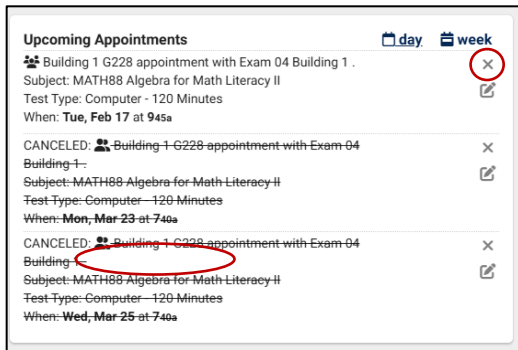 Upcoming Appointments day week
Building 1 G228 appointment with Exam 04 Building 1 .
Subject: MATH88 Algebra for Math Literacy II
Test Type: Computer - 120 Minutes
When: Tue, Feb 17 at 945a
CANCELED: Building 1 G228 appointment with Exam 04
Building 1 .
Subject: MATH88 Algebra for Math Literacy II
Test Type: Computer - 120 Minutes
When: Mon, Mar 23 at 740a
CANCELED: Building 1 G228 appointment with Exam 04
Building 1 .
Subject: MATH88 Algebra for Math Literacy II
Test Type: Computer - 120 Minutes
When: Wed, Mar 25 at 740a